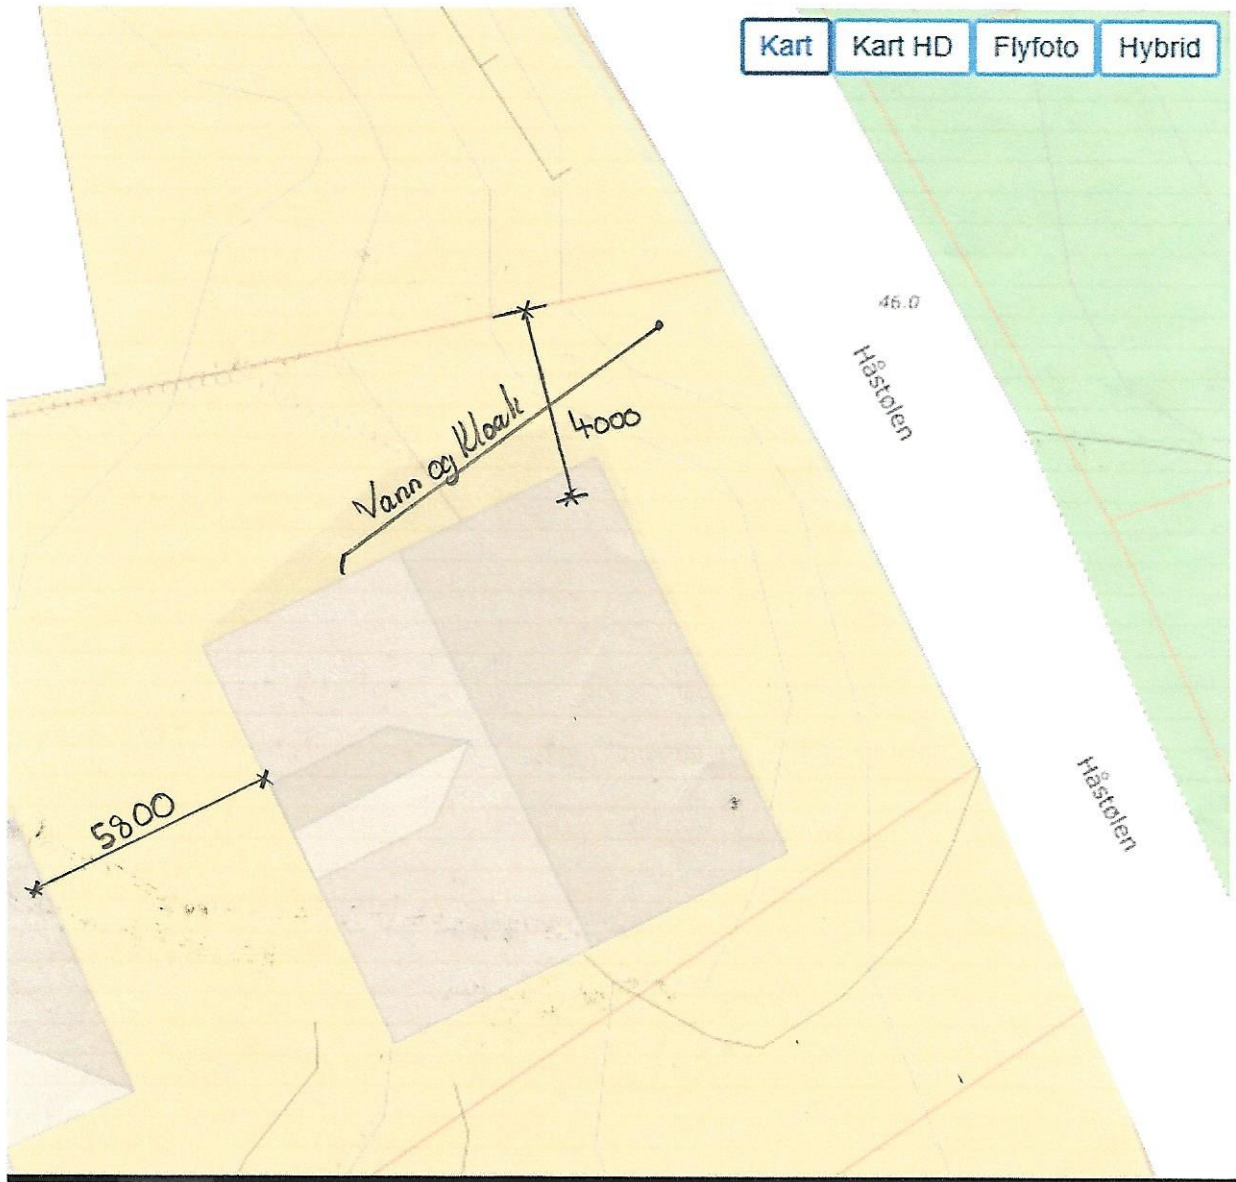 Kart
Kart HD
Flyfoto
Hybrid
46.0
Håstølen
4000
Vann og Kloak
Håstølen
5800